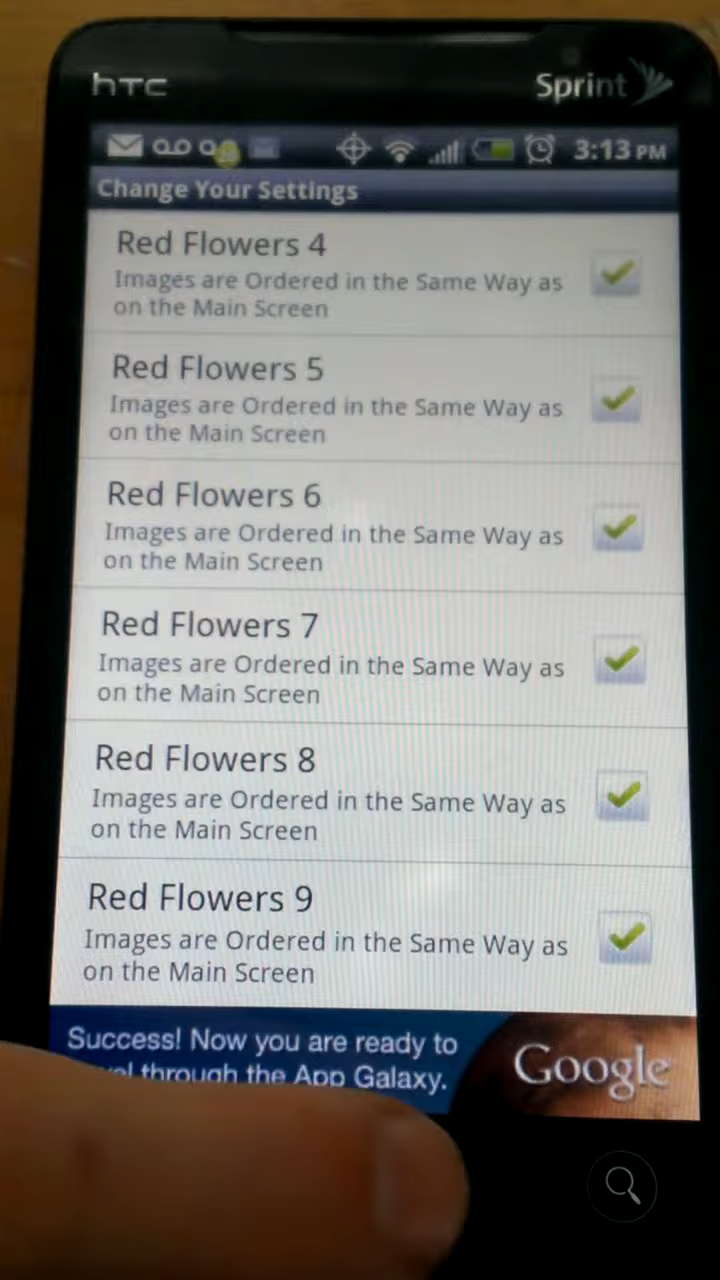 hTC
Sprint
3:13 PM
Change Your Settings
Red Flowers 4
Images are Ordered in the Same Way as
on the Main Screen
Red Flowers 5
Images are Ordered in the Same Way as
on the Main Screen
Red Flowers 6
Images are Ordered in the Same Way as
on the Main Screen
Red Flowers 7
Images are Ordered in the Same Way as
on the Main Screen
Red Flowers 8
Images are Ordered in the Same Way as
on the Main Screen
Red Flowers 9
Images are Ordered in the Same Way as
on the Main Screen
Success! Now you are ready to
through the App Galaxy.
Google